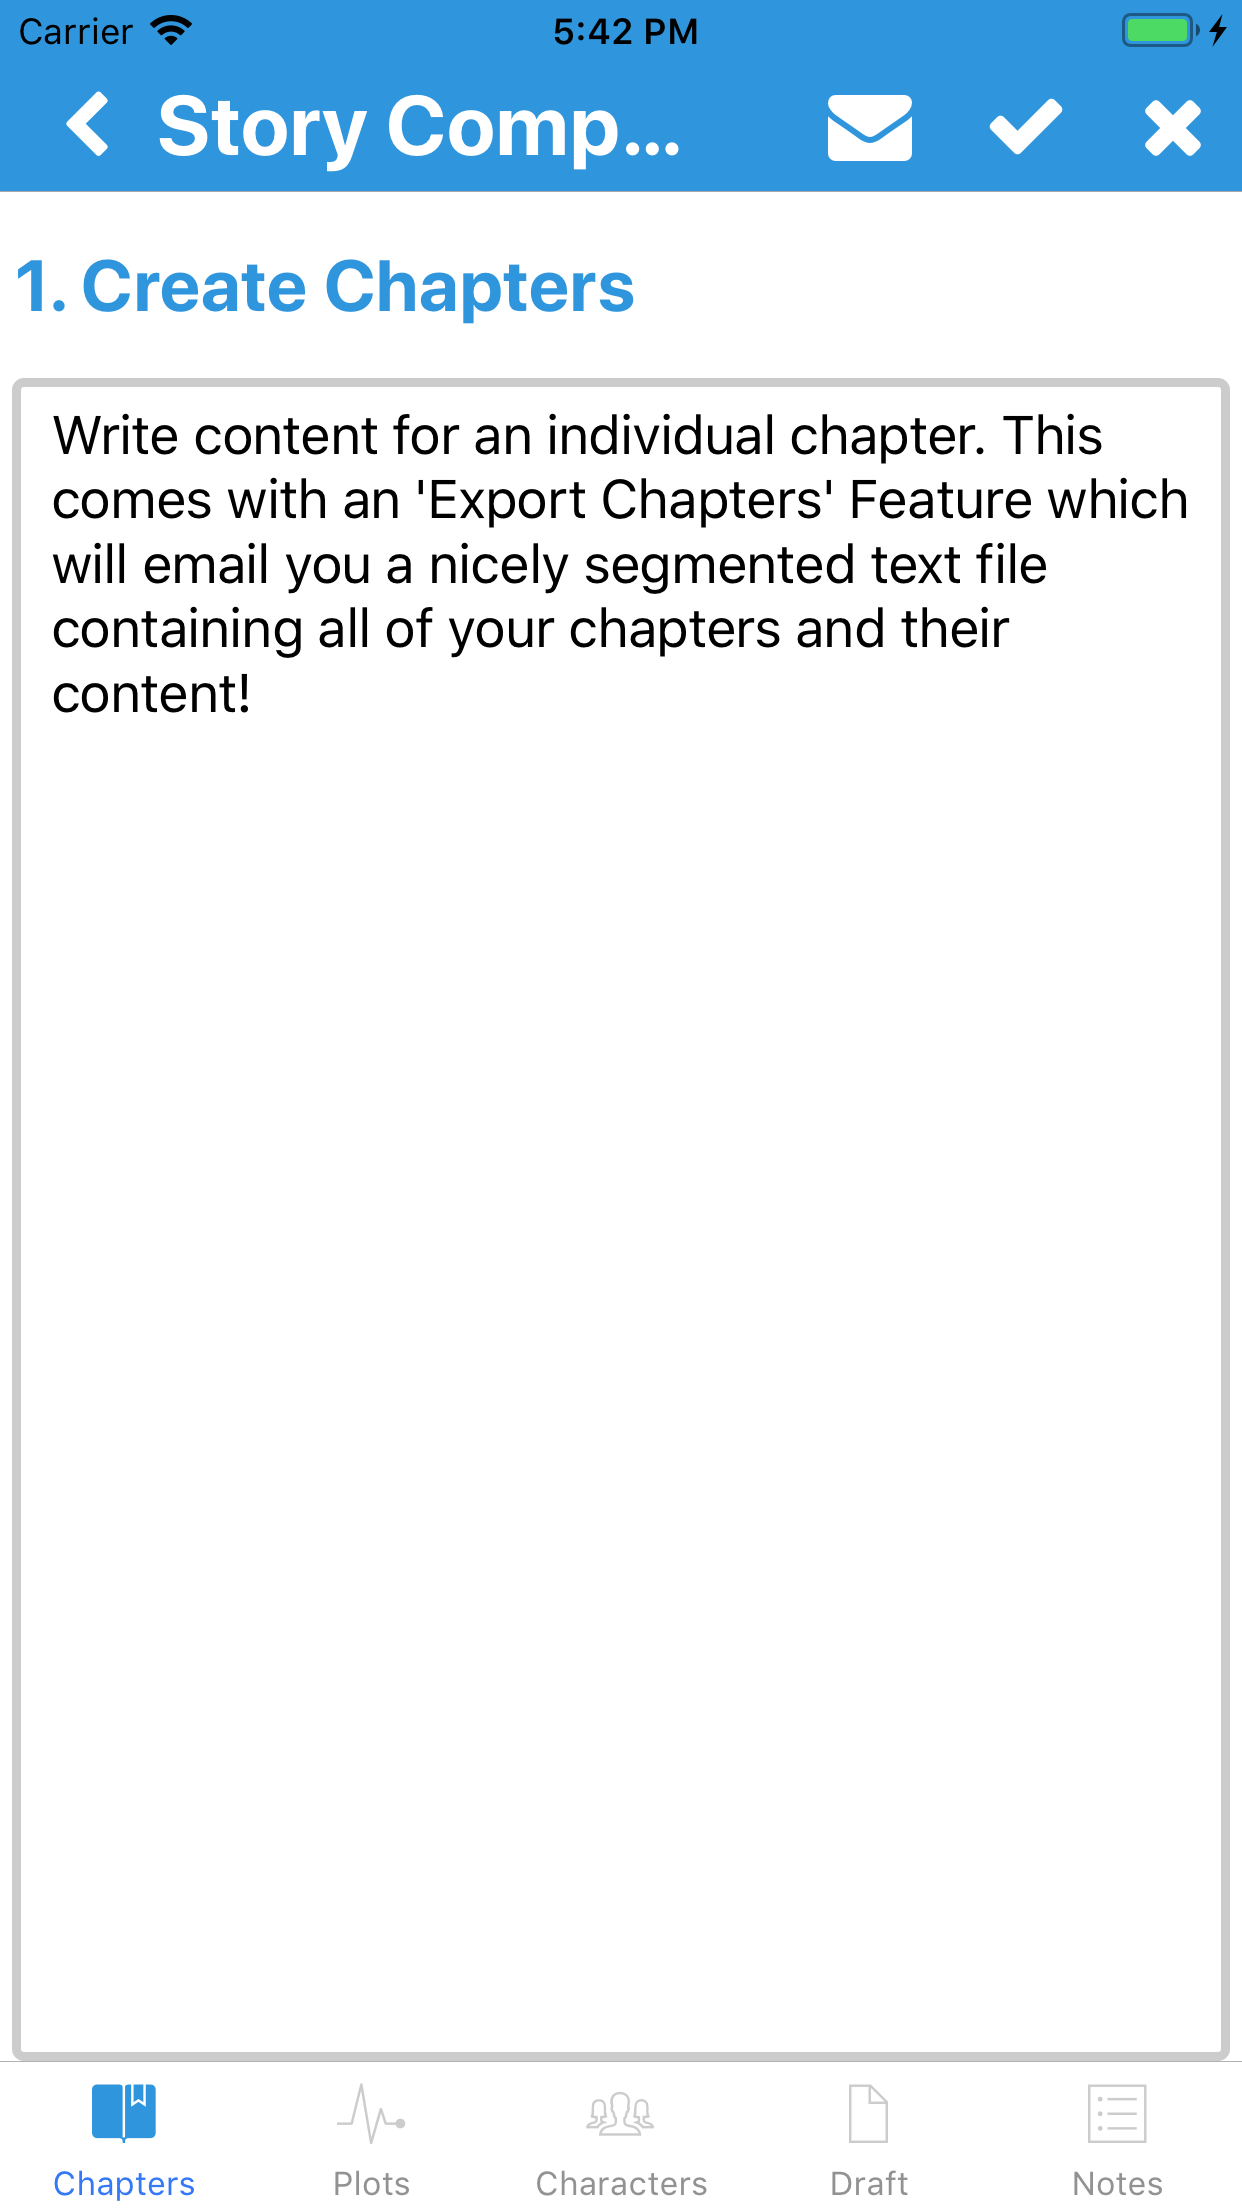 Carrier 5:42 PM
Story Comp...
1. Create Chapters
Write content for an individual chapter. This
comes with an 'Export Chapters' Feature which
will email you a nicely segmented text file
containing all of your chapters and their
content!
Chapters Plots Characters Draft Notes